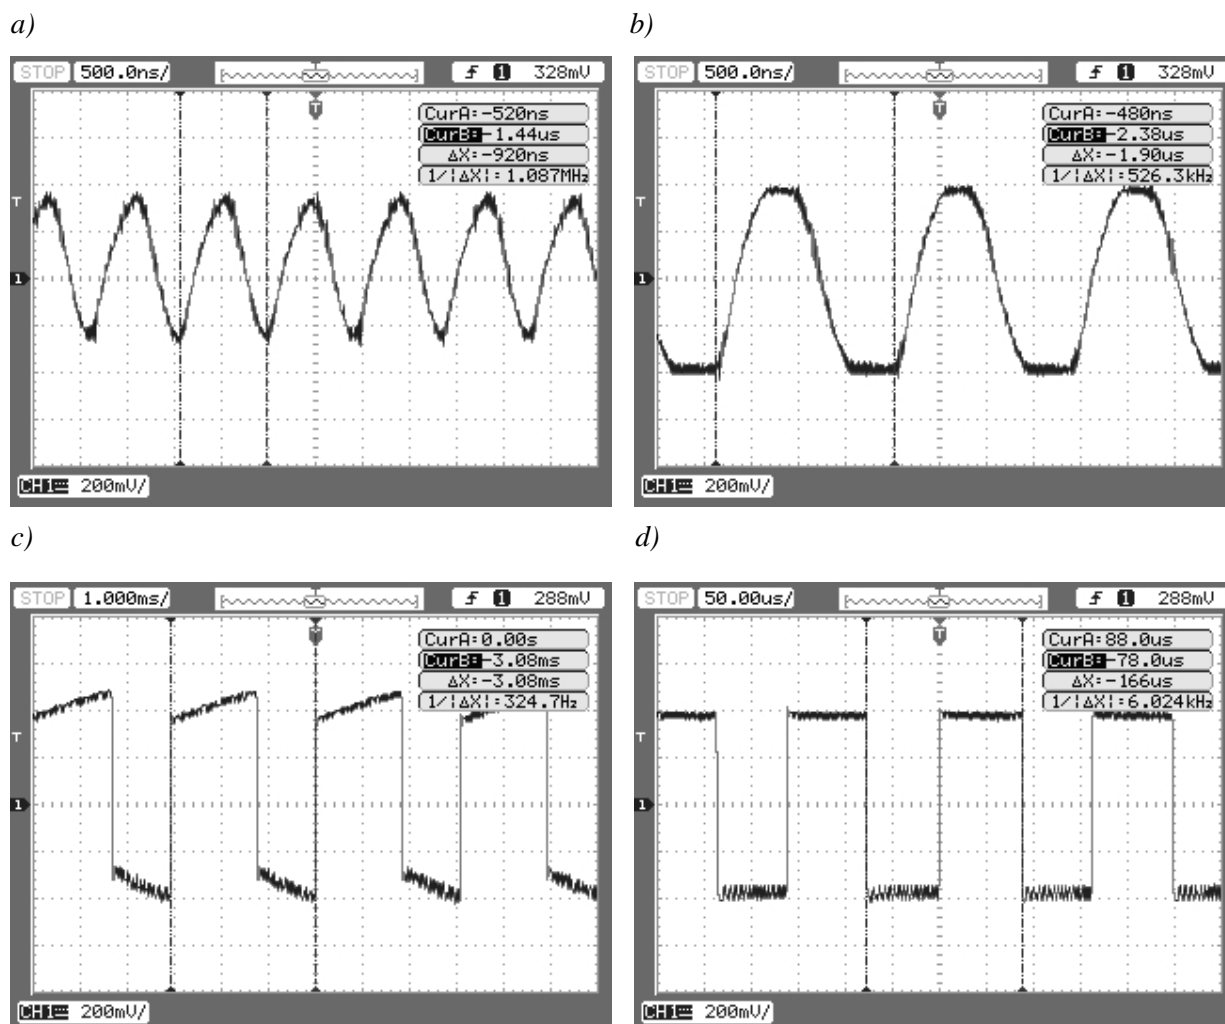 a)
STOP 500.0ns/ 1 328mV
T
CurA:-520ns
CurB:-1.44us
ΔX:-920ns
1/|ΔX|:1.087MHz
T
1
CH1 200mV/
b)
STOP 500.0ns/ 1 328mV
T
CurA:-480ns
CurB:-2.38us
ΔX:-1.90us
1/|ΔX|:526.3kHz
T
1
CH1 200mV/
c)
STOP 1.000ms/ 1 288mV
T
CurA:0.00s
CurB:-3.08ms
ΔX:-3.08ms
1/|ΔX|:324.7Hz
T
1
CH1 200mV/
d)
STOP 50.00us/ 1 288mV
T
CurA:88.0us
CurB:-78.0us
ΔX:-166us
1/|ΔX|:6.024kHz
T
1
CH1 200mV/